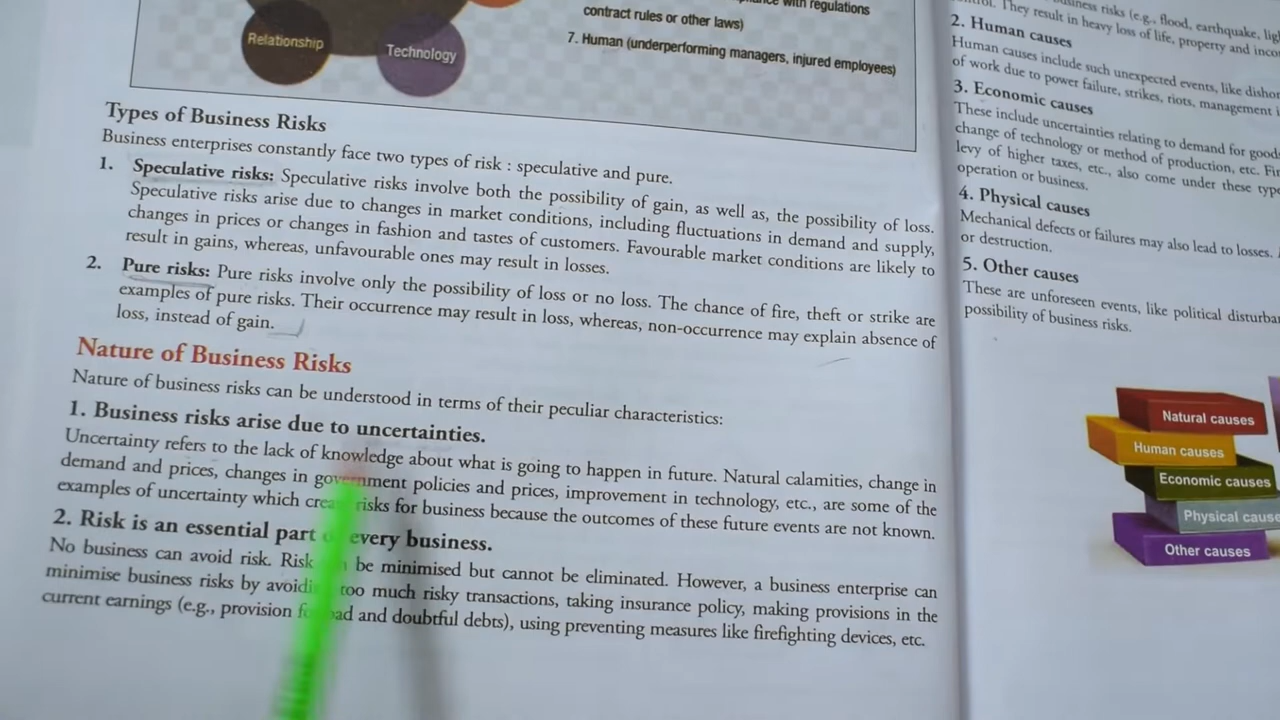 Relationship
Technology
with regulations
contract rules or other laws)
7. Human (underperforming managers, injured employees)
Types of Business Risks
Business enterprises constantly face two types of risk : speculative and pure.
1. Speculative risks: Speculative risks involve both the possibility of gain, as well as, the possibility of loss.
Speculative risks arise due to changes in market conditions, including fluctuations in demand and supply,
changes in prices or changes in fashion and tastes of customers. Favourable market conditions are likely to
result in gains, whereas, unfavourable ones may result in losses.
2. Pure risks: Pure risks involve only the possibility of loss or no loss. The chance of fire, theft or strike are
examples of pure risks. Their occurrence may result in loss, whereas, non-occurrence may explain absence of
loss, instead of gain.
Nature of Business Risks
Nature of business risks can be understood in terms of their peculiar characteristics:
1. Business risks arise due to uncertainties.
Uncertainty refers to the lack of knowledge about what is going to happen in future. Natural calamities, change in
demand and prices, changes in government policies and prices, improvement in technology, etc., are some of the
examples of uncertainty which risks for business because the outcomes of these future events are not known.
2. Risk is an essential part every business.
No business can avoid risk. Risk be minimised but cannot be eliminated. However, a business enterprise can
minimise business risks by too much risky transactions, taking insurance policy, making provisions in the
current earnings (e.g., provision and doubtful debts), using preventing measures like firefighting devices, etc.
risks (e.g., flood, earthquake,
They result in heavy loss of life, property and
2. Human causes
Human causes include such unexpected events, like
of work due to power failure, strikes, riots, management
3. Economic causes
These include uncertainties relating to demand for
change of technology or method of production, etc.
levy of higher taxes, etc., also come under these
operation or business.
4. Physical causes
Mechanical defects or failures may also lead to losses.
or destruction.
5. Other causes
These are unforeseen events, like political
possibility of business risks.
Natural causes
Human causes
Economic causes
Physical
Other causes